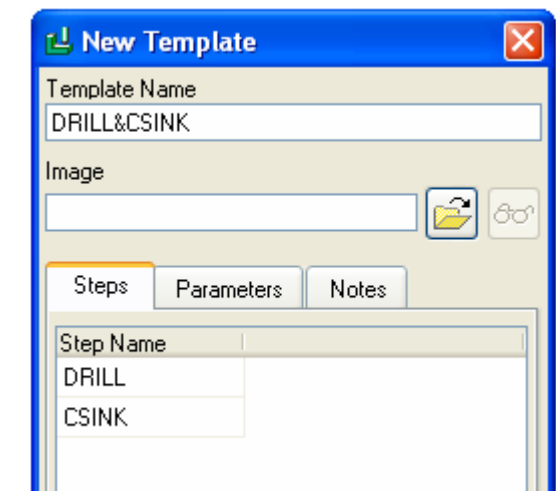 New Template
Template Name
DRILL&CSINK
Image
Steps Parameters Notes
Step Name
DRILL
CSINK